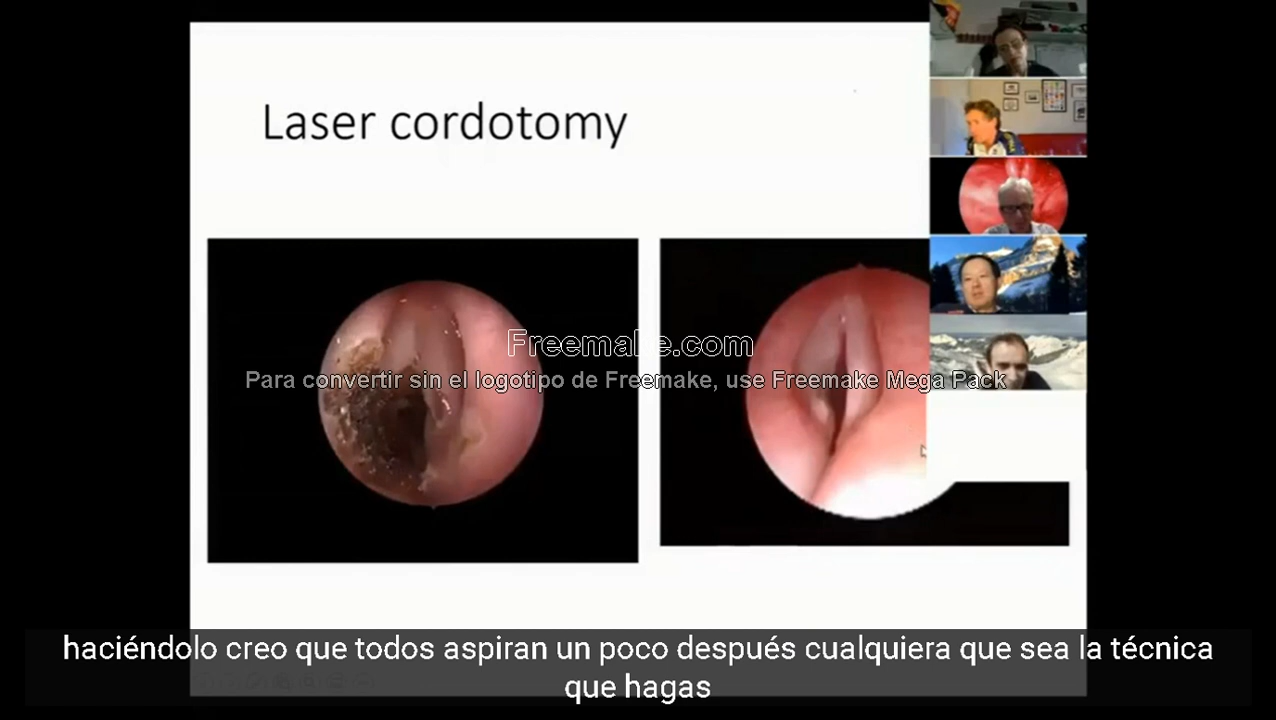 Laser cordotomy
Freemake.com
Para convertir sin el logotipo de Freemake, use Freemake Mega Pack
haciéndolo creo que todos aspiran un poco después cualquiera que sea la técnica
que hagas